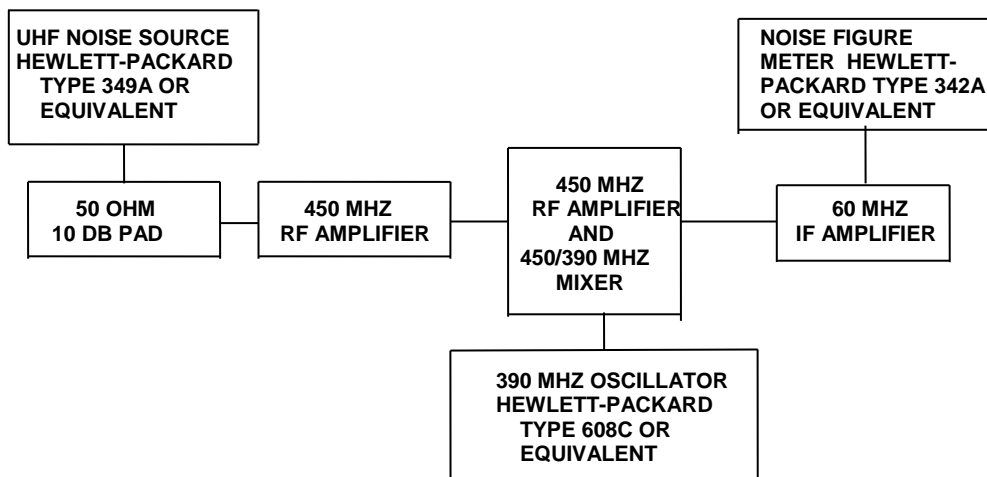 UHF NOISE SOURCE
HEWLETT-PACKARD
TYPE 349A OR
EQUIVALENT
NOISE FIGURE
METER HEWLETT-
PACKARD TYPE 342A
OR EQUIVALENT
50 OHM
10 DB PAD
450 MHZ
RF AMPLIFIER
450 MHZ
RF AMPLIFIER
AND
450/390 MHZ
MIXER
60 MHZ
IF AMPLIFIER
390 MHZ OSCILLATOR
HEWLETT-PACKARD
TYPE 608C OR
EQUIVALENT